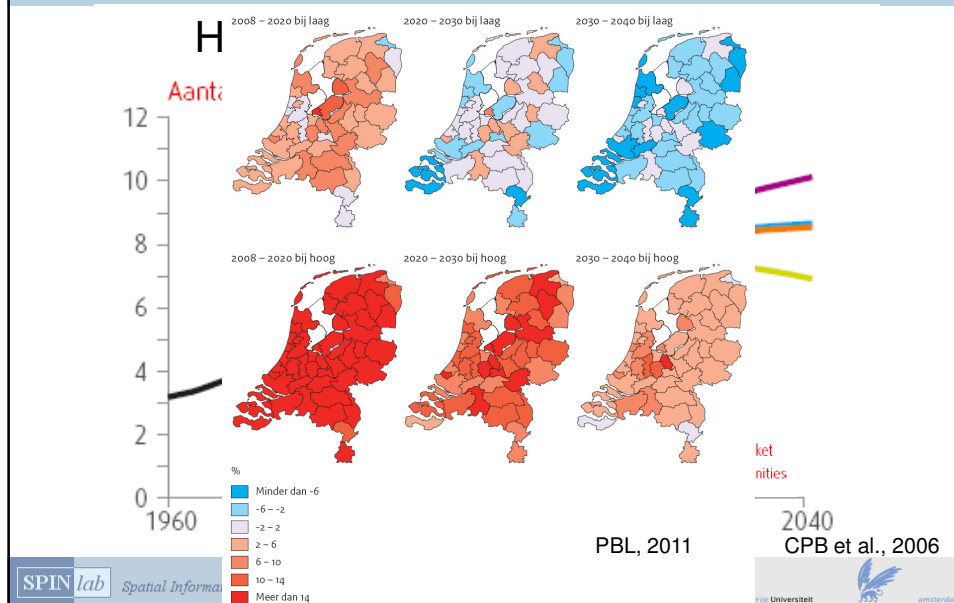 H
2008 – 2020 bij laag
2020 – 2030 bij laag
2030 – 2040 bij laag
Aanta
12
10
8
6
4
2
0
1960
2040
2008 – 2020 bij hoog
2020 – 2030 bij hoog
2030 – 2040 bij hoog
%
Minder dan -6
-6 – -2
-2 – 2
2 – 6
6 – 10
10 – 14
Meer dan 14
ket
nities
PBL, 2011
CPB et al., 2006
SPINlab Spatial Informa
rije Universiteit
amsterda